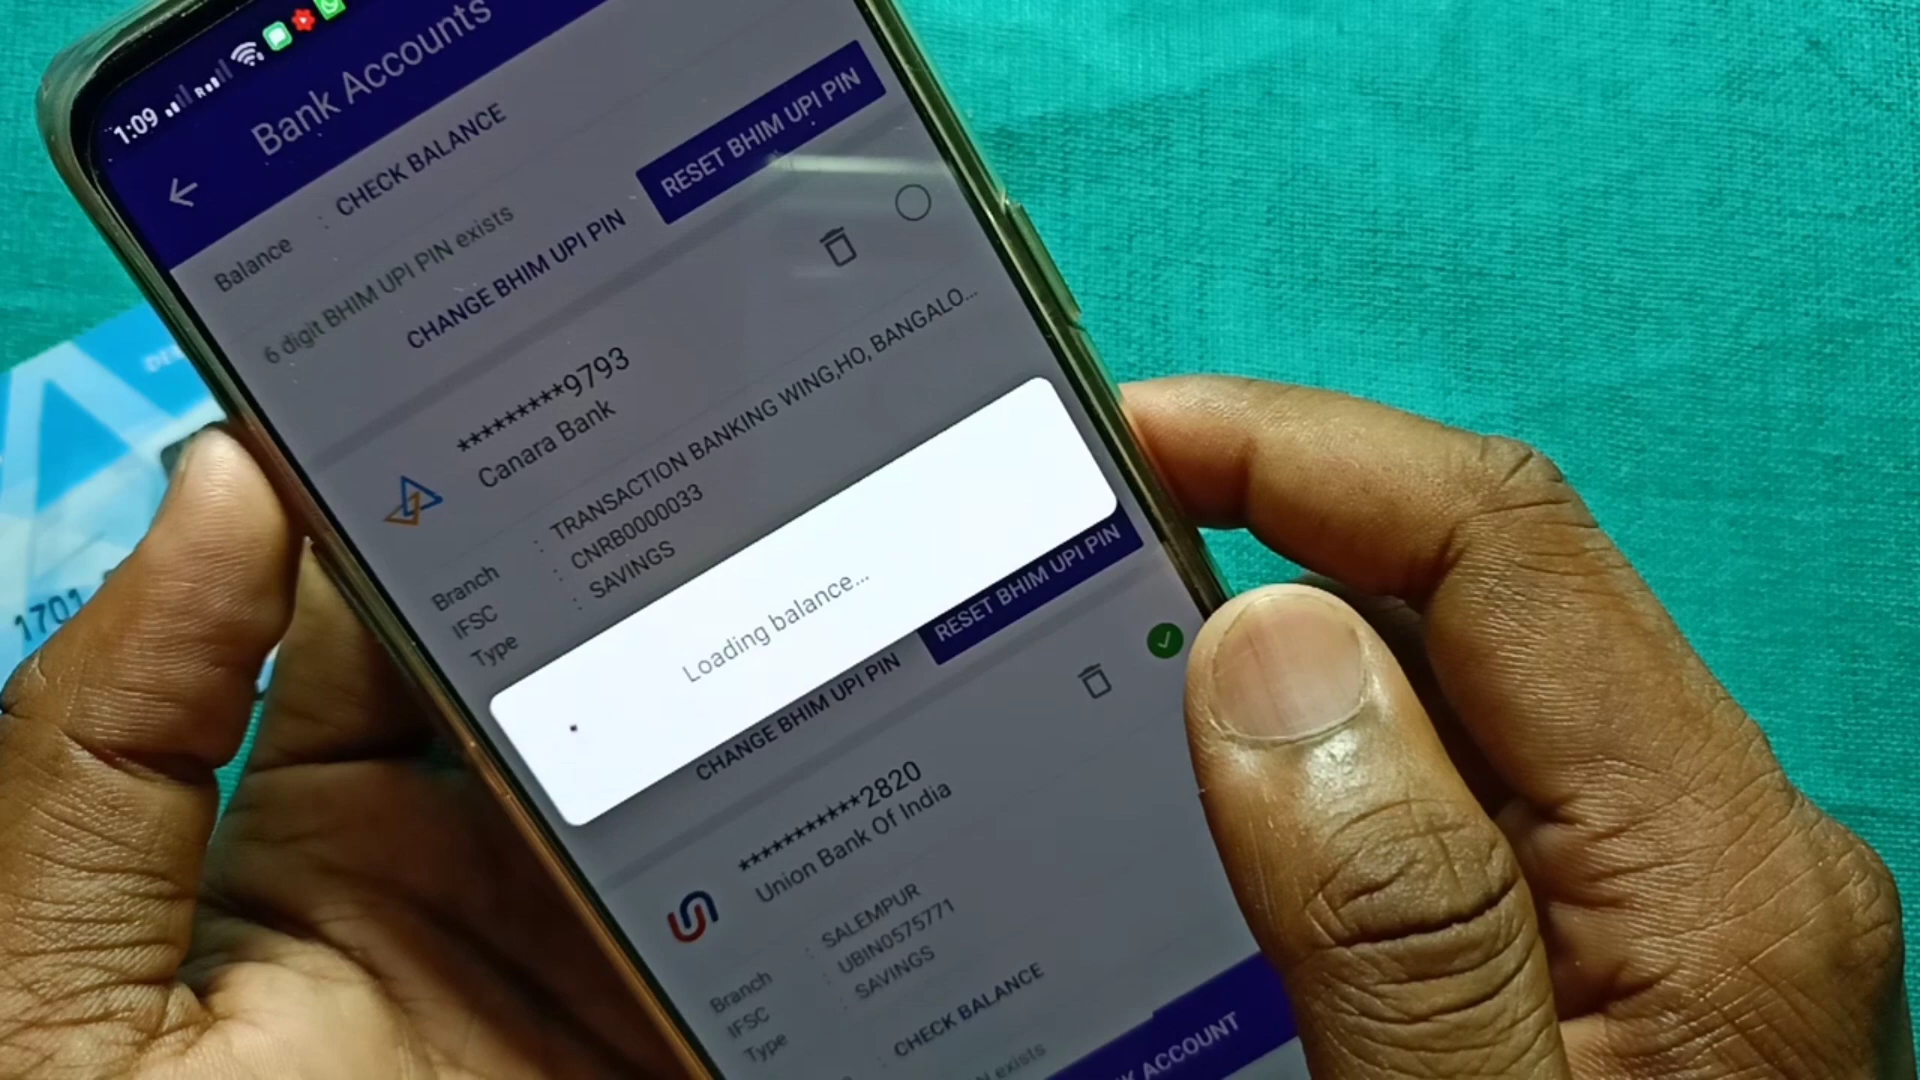 1:09
Bank Accounts
Balance : CHECK BALANCE
6 digit BHIM UPI PIN exists
CHANGE BHIM UPI PIN RESET BHIM UPI PIN
*********9793
Canara Bank
Branch : TRANSACTION BANKING WING,HO, BANGALO...
IFSC : CNRB0000033
Type : SAVINGS
Loading balance...
CHANGE BHIM UPI PIN RESET BHIM UPI PIN
***********2820
Union Bank Of India
Branch : SALEMPUR
IFSC : UBIN0575771
Type : SAVINGS
: CHECK BALANCE
exists
ACCOUNT
1701